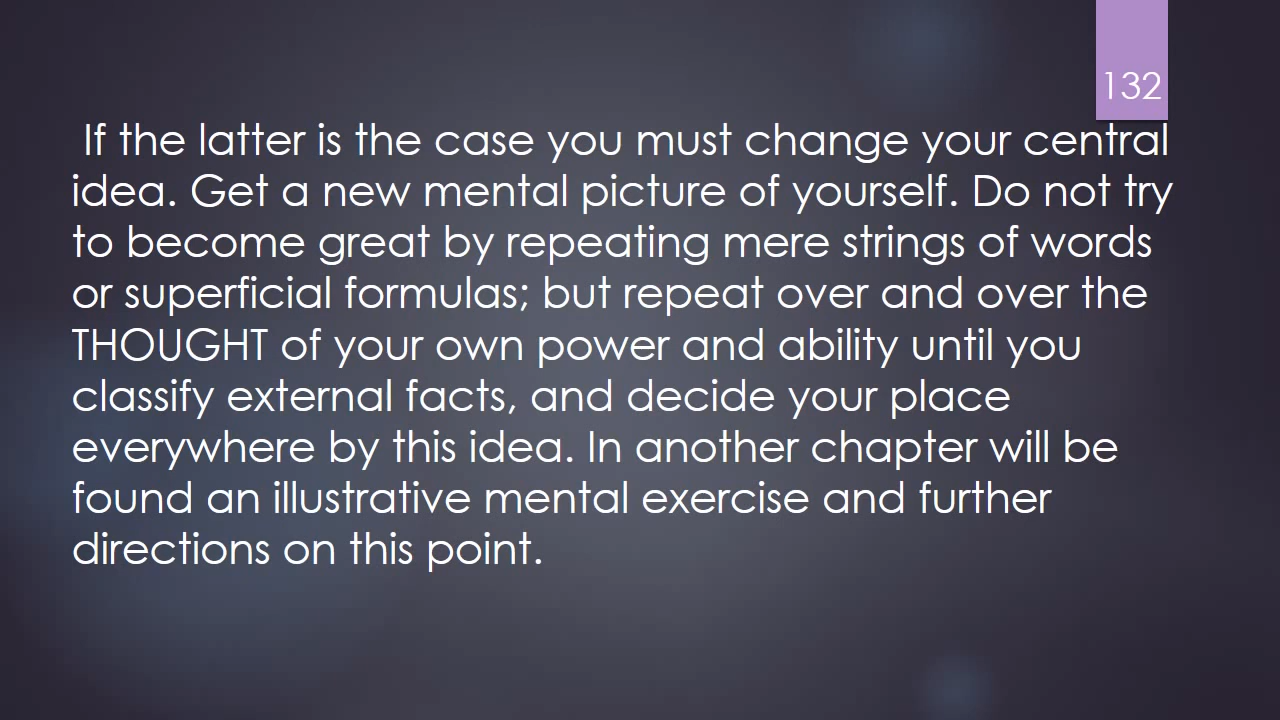 132
If the latter is the case you must change your central
idea. Get a new mental picture of yourself. Do not try
to become great by repeating mere strings of words
or superficial formulas; but repeat over and over the
THOUGHT of your own power and ability until you
classify external facts, and decide your place
everywhere by this idea. In another chapter will be
found an illustrative mental exercise and further
directions on this point.